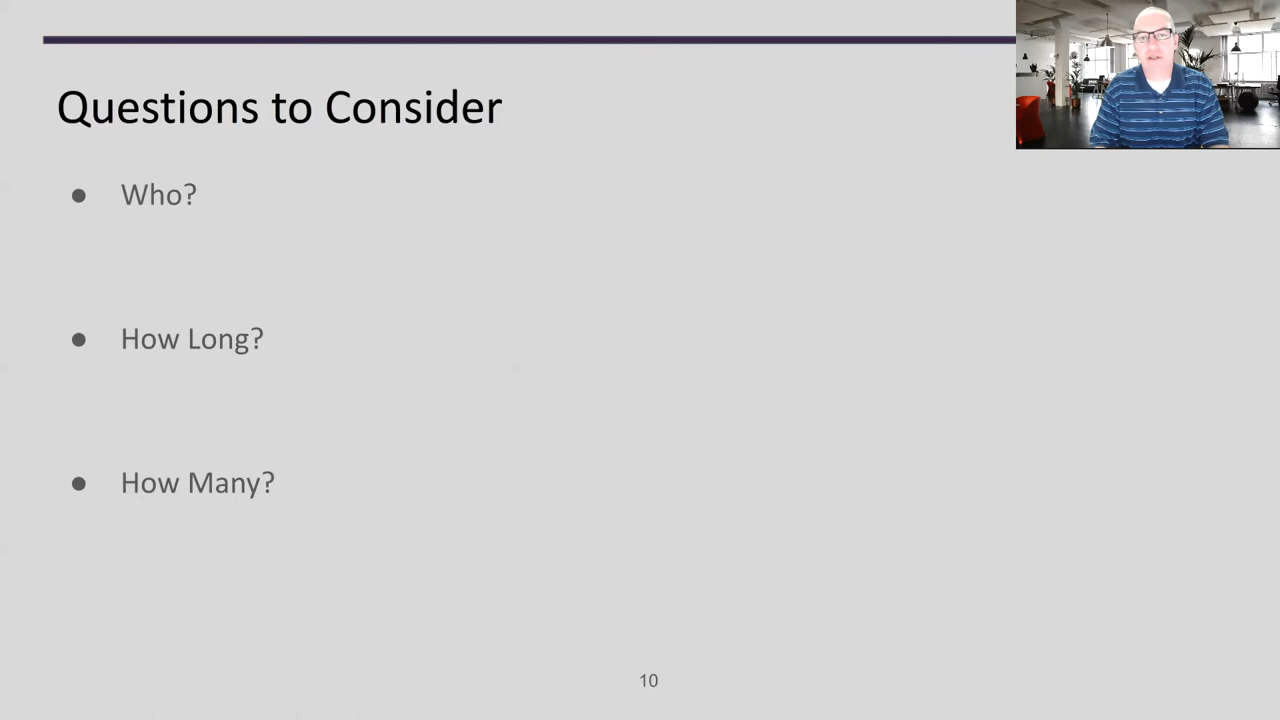 Questions to Consider
● Who?
● How Long?
● How Many?
10